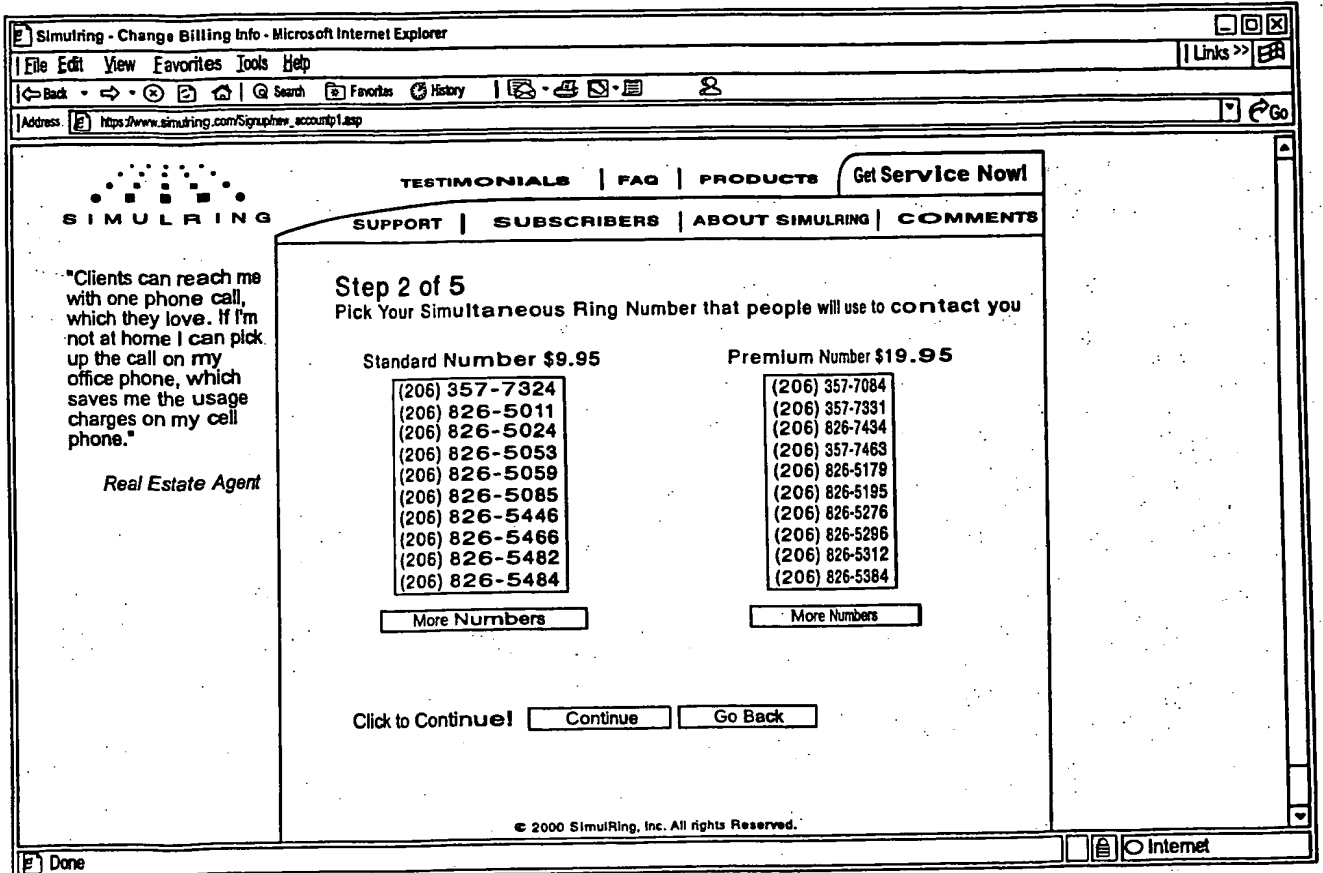 Simulring - Change Billing Info - Microsoft Internet Explorer
File Edit View Favorites Tools Help
Links >>
Back Search Favorites History
Address https://www.simulring.com/Signup/new_accountp1.asp Go
SIMULRING
TESTIMONIALS | FAQ | PRODUCTS Get Service Now!
SUPPORT | SUBSCRIBERS | ABOUT SIMULRING | COMMENTS
"Clients can reach me
with one phone call,
which they love. If I'm
not at home I can pick
up the call on my
office phone, which
saves me the usage
charges on my cell
phone."
Real Estate Agent
Step 2 of 5
Pick Your Simultaneous Ring Number that people will use to contact you
Standard Number $9.95
(206) 357-7324
(206) 826-5011
(206) 826-5024
(206) 826-5053
(206) 826-5059
(206) 826-5085
(206) 826-5446
(206) 826-5466
(206) 826-5482
(206) 826-5484
More Numbers
Premium Number $19.95
(206) 357-7084
(206) 357-7331
(206) 826-7434
(206) 357-7463
(206) 826-5179
(206) 826-5195
(206) 826-5276
(206) 826-5296
(206) 826-5312
(206) 826-5384
More Numbers
Click to Continue! Continue Go Back
© 2000 SimulRing, Inc. All rights Reserved.
Done
Internet